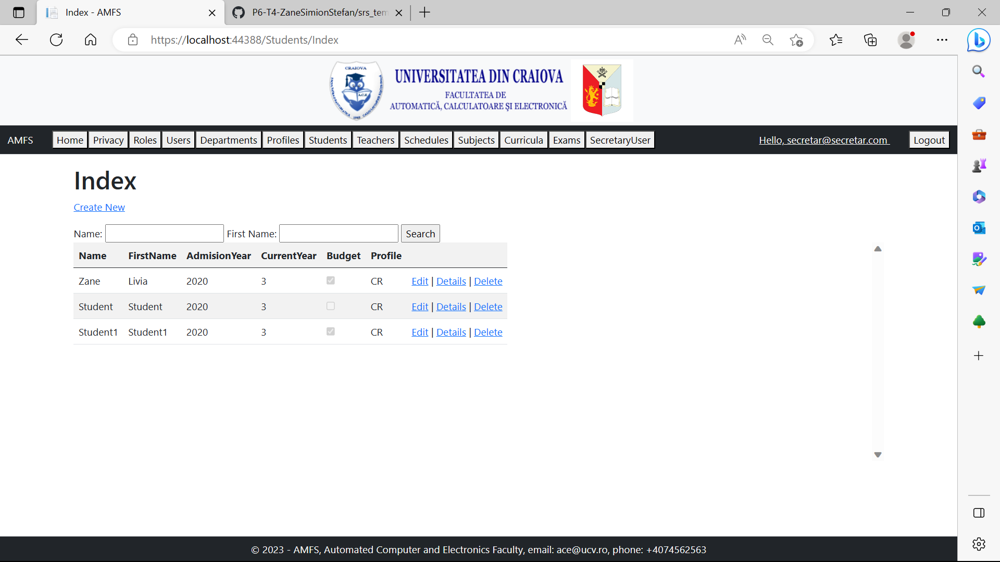 Index - AMFS
P6-T4-ZaneSimionStefan/srs_tem
https://localhost:44388/Students/Index
CRAIOVA
A.C.E.
1965
UNIVERSITATEA DIN CRAIOVA
FACULTATEA DE
AUTOMATICĂ, CALCULATOARE ȘI ELECTRONICĂ
AMFS Home Privacy Roles Users Departments Profiles Students Teachers Schedules Subjects Curricula Exams SecretaryUser Hello, secretar@secretar.com Logout
Index
Create New
Name: First Name: Search
Name FirstName AdmisionYear CurrentYear Budget Profile
Zane Livia 2020 3 CR Edit | Details | Delete
Student Student 2020 3 CR Edit | Details | Delete
Student1 Student1 2020 3 CR Edit | Details | Delete
© 2023 - AMFS, Automated Computer and Electronics Faculty, email: ace@ucv.ro, phone: +4074562563